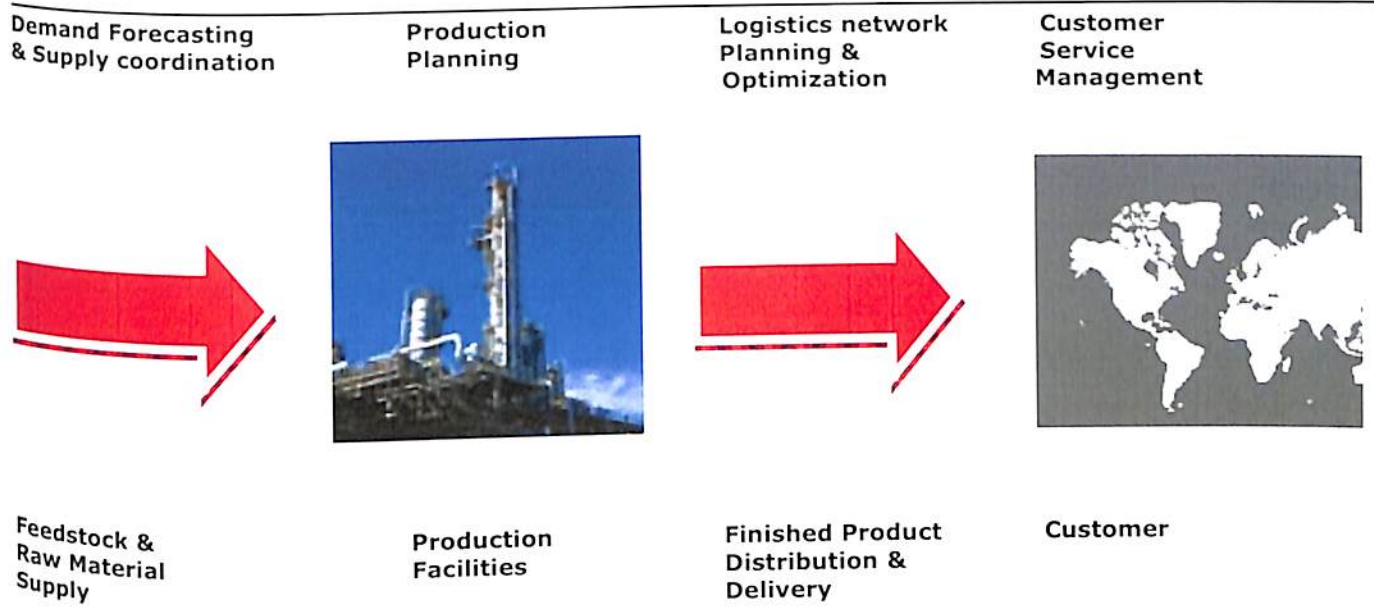 Demand Forecasting
& Supply coordination
Production
Planning
Logistics network
Planning &
Optimization
Customer
Service
Management
Feedstock &
Raw Material
Supply
Production
Facilities
Finished Product
Distribution &
Delivery
Customer